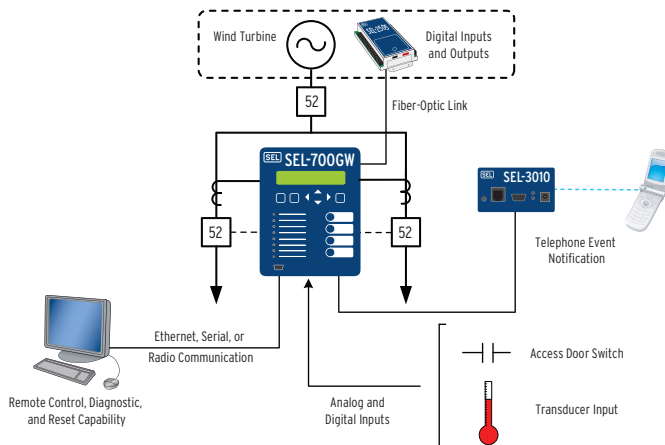 Wind Turbine
SEL-2505
Digital Inputs
and Outputs
52
Fiber-Optic Link
SEL SEL-700GW
SEL SEL-3010
52
52
Telephone Event
Notification
Ethernet, Serial, or
Radio Communication
Access Door Switch
Remote Control, Diagnostic,
and Reset Capability
Analog and
Digital Inputs
Transducer Input